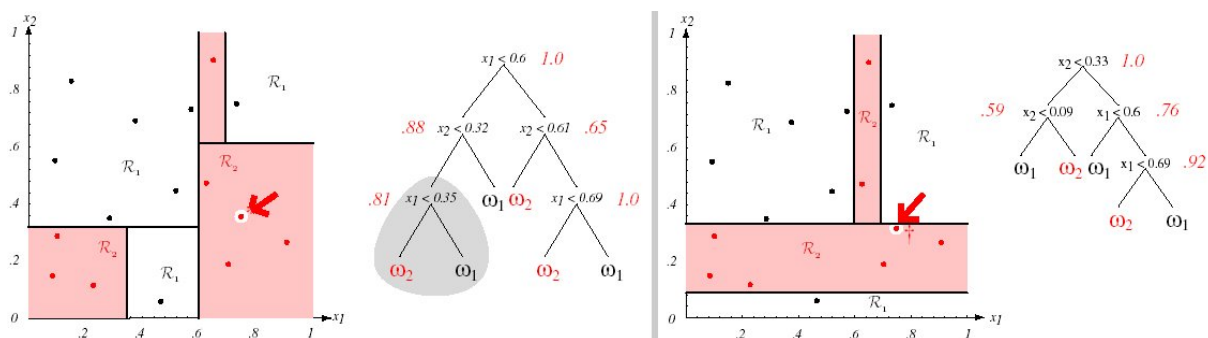 x2
1
.8
.6
.4
.2
0
.2 .4 .6 .8 1
x1
R1
R1
R2
R2
R1
x1 < 0.6 1.0
.88 x2 < 0.32 x2 < 0.61 .65
.81 x1 < 0.35 ω1 ω2 x1 < 0.69 1.0
ω2 ω1 ω2 ω1
x2
1
.8
.6
.4
.2
0
.2 .4 .6 .8 1
x1
R1
R2
R1
‡
R2
R1
x2 < 0.33 1.0
.59 x2 < 0.09 x1 < 0.6 .76
ω1 ω2 ω1 x1 < 0.69 .92
ω2 ω1